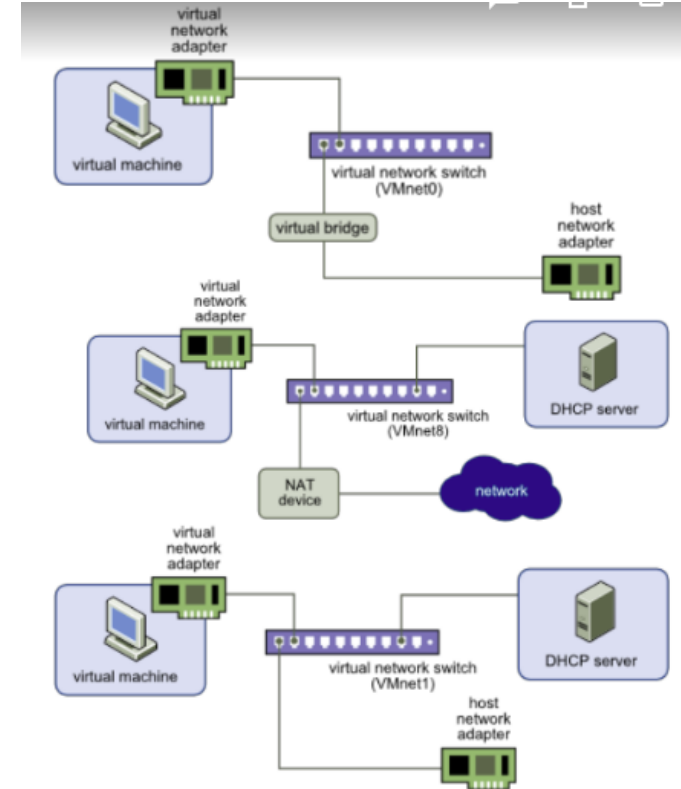 virtual
network
adapter
virtual machine
virtual network switch
(VMnet0)
virtual bridge
host
network
adapter
virtual
network
adapter
virtual machine
virtual network switch
(VMnet8)
DHCP server
NAT
device
network
virtual
network
adapter
virtual machine
virtual network switch
(VMnet1)
DHCP server
host
network
adapter